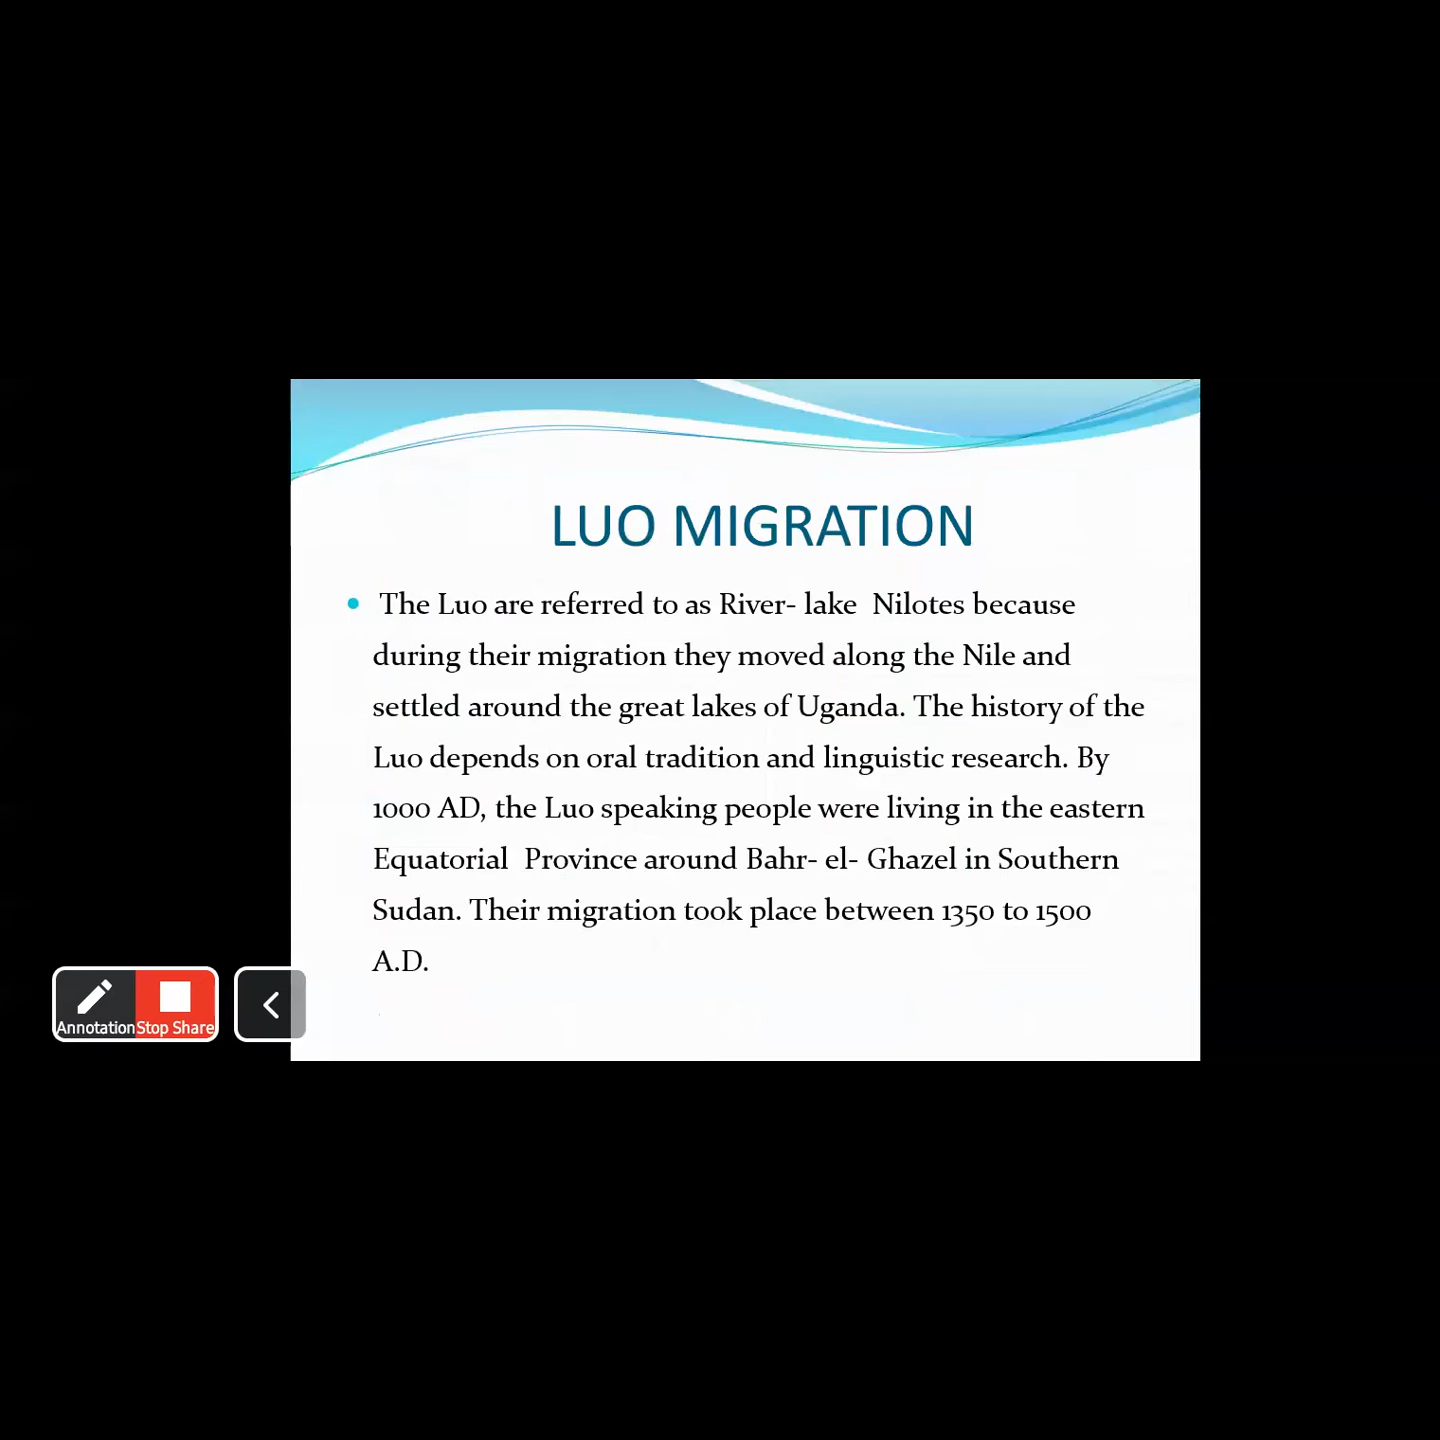 LUO MIGRATION
• The Luo are referred to as River- lake Nilotes because
during their migration they moved along the Nile and
settled around the great lakes of Uganda. The history of the
Luo depends on oral tradition and linguistic research. By
1000 AD, the Luo speaking people were living in the eastern
Equatorial Province around Bahr- el- Ghazel in Southern
Sudan. Their migration took place between 1350 to 1500
A.D.
Annotation Stop Share